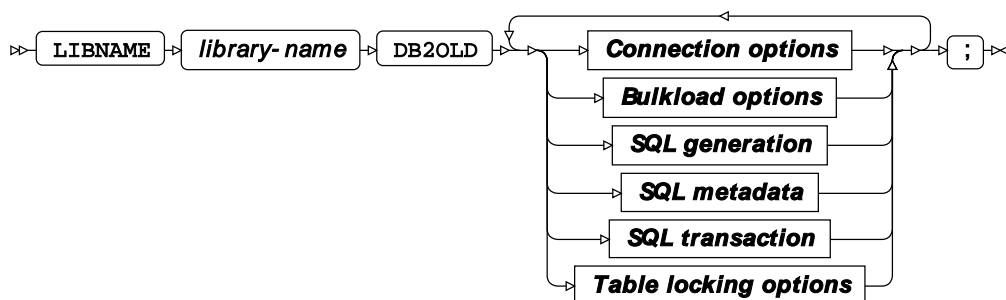 LIBNAME library-name DB2OLD Connection options ;
Bulkload options
SQL generation
SQL metadata
SQL transaction
Table locking options